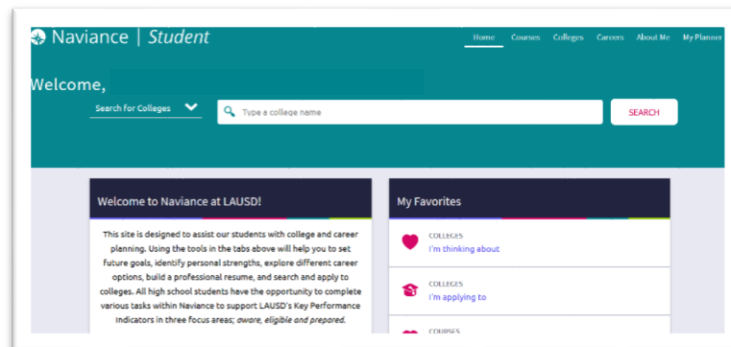 Naviance | Student
Home Courses Colleges Careers About Me My Planner
Welcome,
Search for Colleges
Type a college name
SEARCH
Welcome to Naviance at LAUSD!
This site is designed to assist our students with college and career
planning. Using the tools in the tabs above will help you to set
future goals, identify personal strengths, explore different career
options, build a professional resume, and search and apply to
colleges. All high school students have the opportunity to complete
various tasks within Naviance to support LAUSD's Key Performance
Indicators in three focus areas; aware, eligible and prepared.
My Favorites
COLLEGES
I'm thinking about
COLLEGES
I'm applying to
COURSES